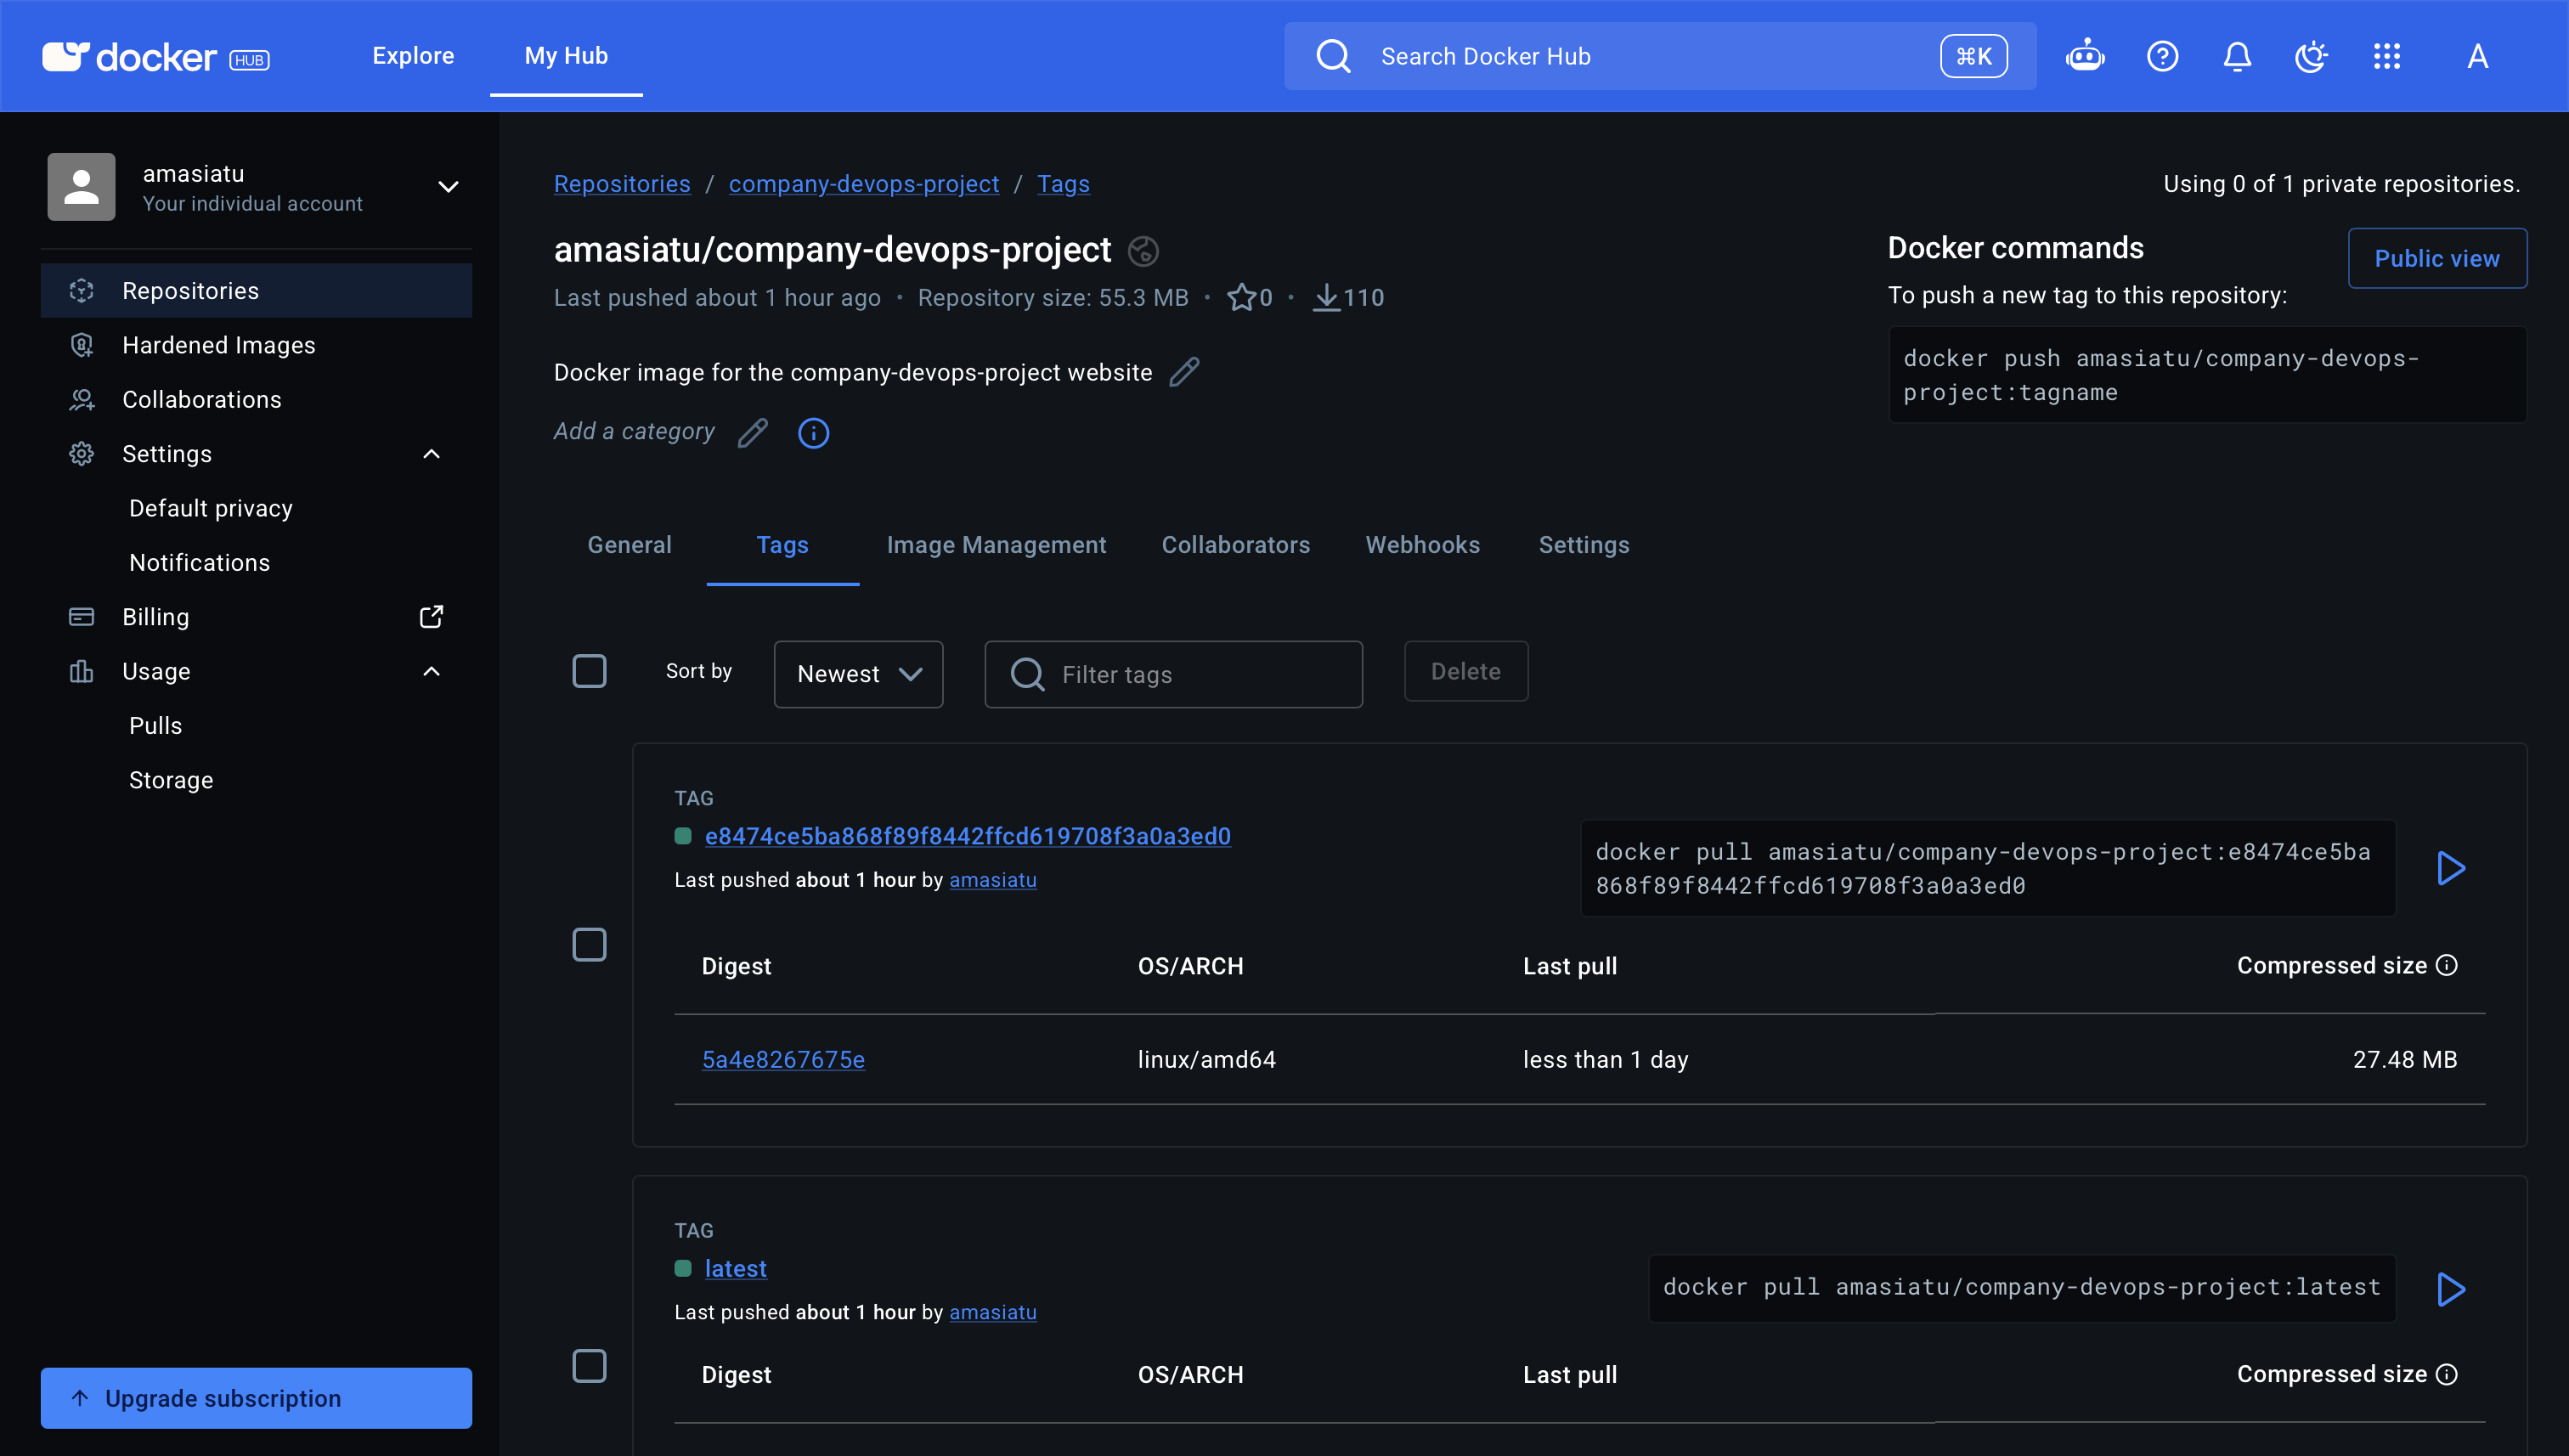 docker HUB
Explore
My Hub
Search Docker Hub
⌘K
A
amasiatu
Your individual account
Repositories
Hardened Images
Collaborations
Settings
Default privacy
Notifications
Billing
Usage
Pulls
Storage
Upgrade subscription
Repositories / company-devops-project / Tags
Using 0 of 1 private repositories.
amasiatu/company-devops-project
Last pushed about 1 hour ago • Repository size: 55.3 MB • 0 • 110
Docker image for the company-devops-project website
Add a category
Docker commands
Public view
To push a new tag to this repository:
docker push amasiatu/company-devops-
project:tagname
General
Tags
Image Management
Collaborators
Webhooks
Settings
Sort by
Newest
Filter tags
Delete
TAG
e8474ce5ba868f89f8442ffcd619708f3a0a3ed0
Last pushed about 1 hour by amasiatu
docker pull amasiatu/company-devops-project:e8474ce5ba
868f89f8442ffcd619708f3a0a3ed0
Digest OS/ARCH Last pull Compressed size
5a4e8267675e linux/amd64 less than 1 day 27.48 MB
TAG
latest
Last pushed about 1 hour by amasiatu
docker pull amasiatu/company-devops-project:latest
Digest OS/ARCH Last pull Compressed size